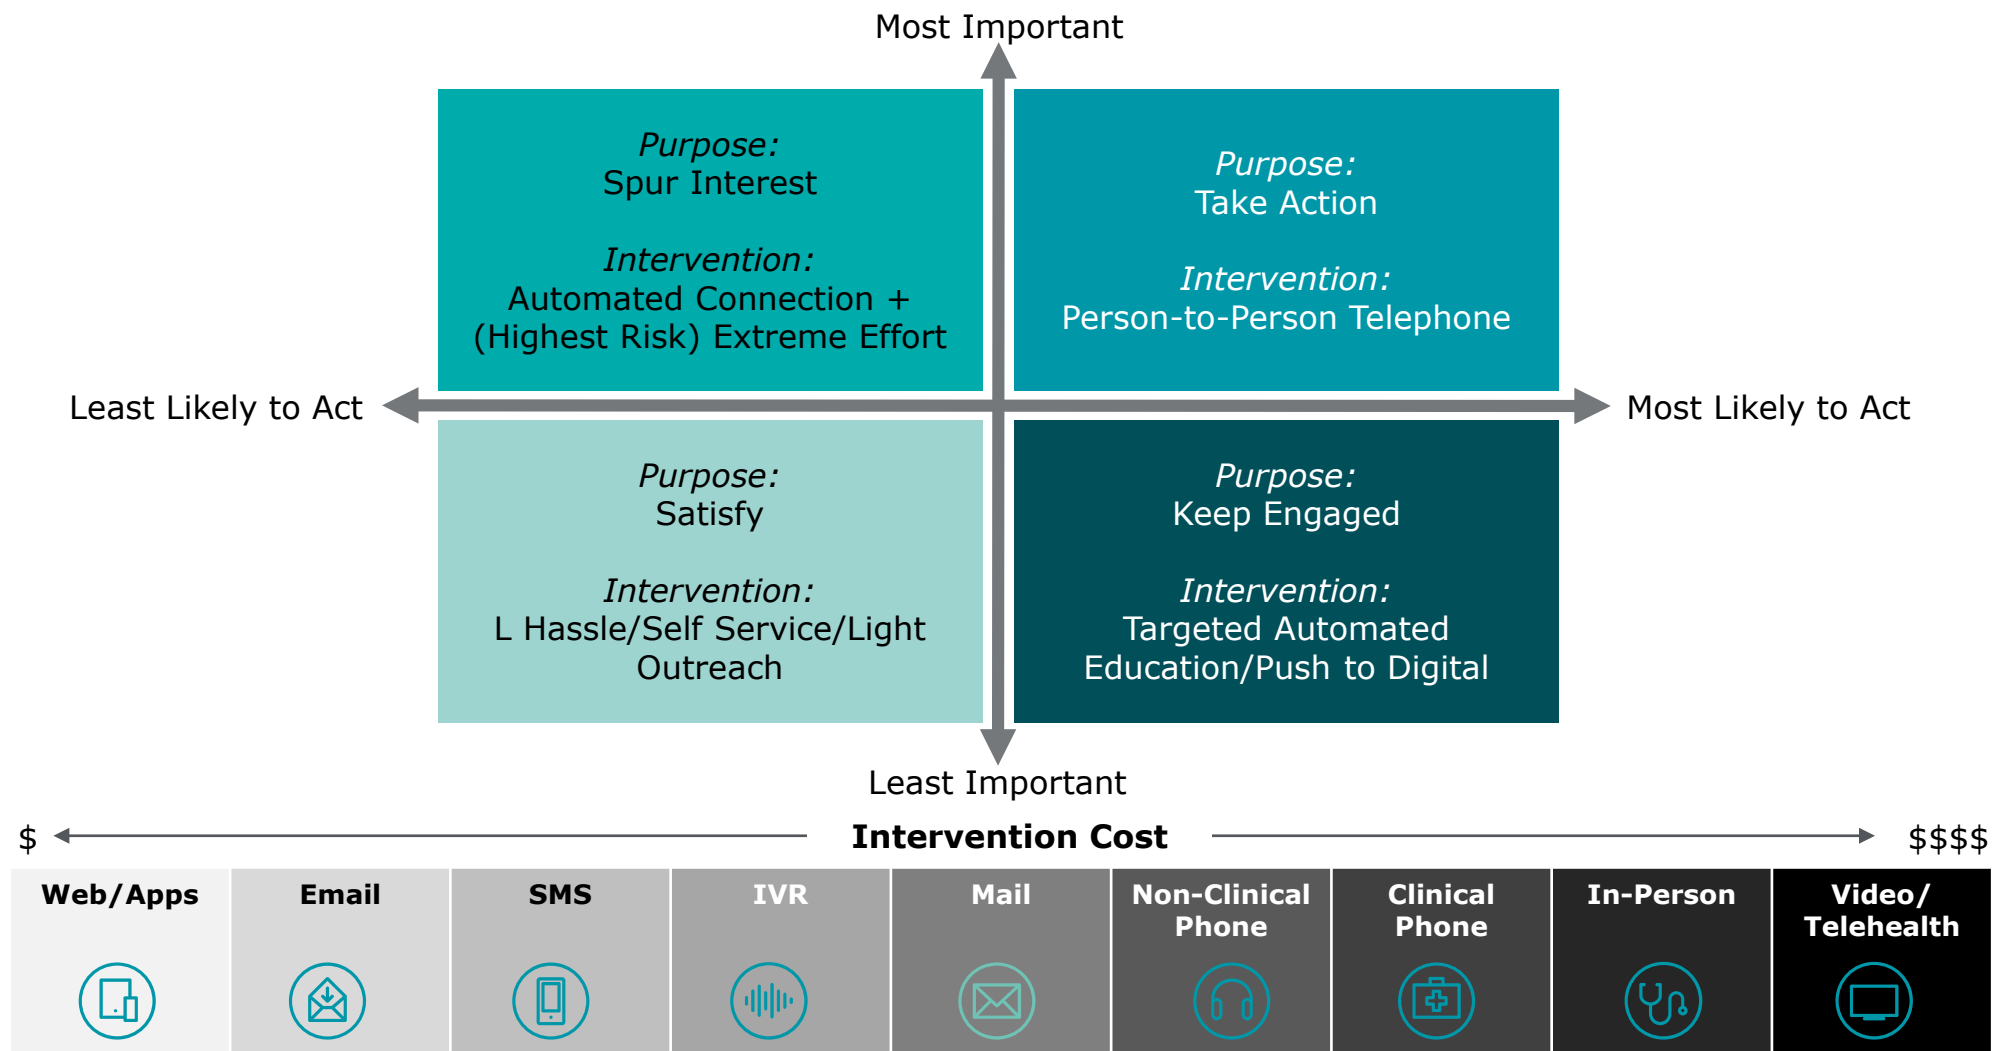 Most Important
Purpose:
Spur Interest
Intervention:
Automated Connection +
(Highest Risk) Extreme Effort
Purpose:
Take Action
Intervention:
Person-to-Person Telephone
Least Likely to Act
Most Likely to Act
Purpose:
Satisfy
Intervention:
L Hassle/Self Service/Light
Outreach
Purpose:
Keep Engaged
Intervention:
Targeted Automated
Education/Push to Digital
Least Important
$
Intervention Cost
$$$$
Web/Apps
Email
SMS
IVR
Mail
Non-Clinical
Phone
Clinical
Phone
In-Person
Video/
Telehealth